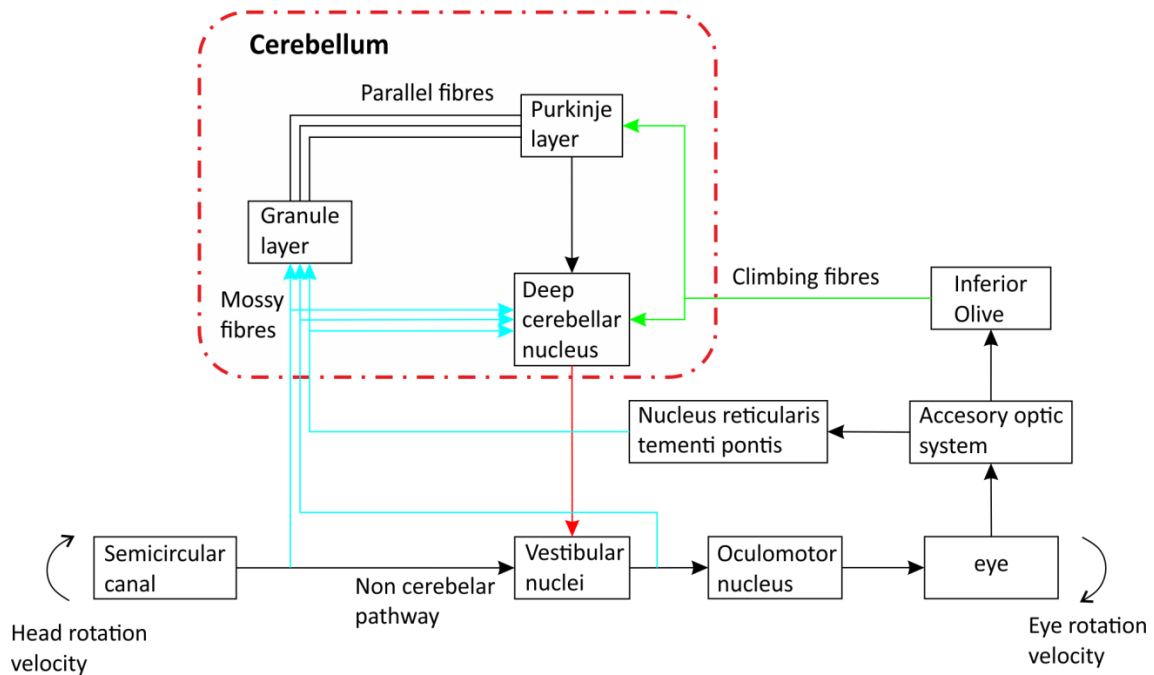 Cerebellum
Parallel fibres
Purkinje
layer
Granule
layer
Mossy
fibres
Deep
cerebellar
nucleus
Climbing fibres
Inferior
Olive
Nucleus reticularis
tementi pontis
Accesory optic
system
Semicircular
canal
Non cerebelar
pathway
Vestibular
nuclei
Oculomotor
nucleus
eye
Head rotation
velocity
Eye rotation
velocity